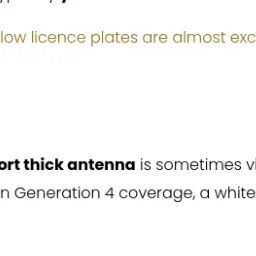 low licence plates are almost exc
ort thick antenna is sometimes vi
n Generation 4 coverage, a white